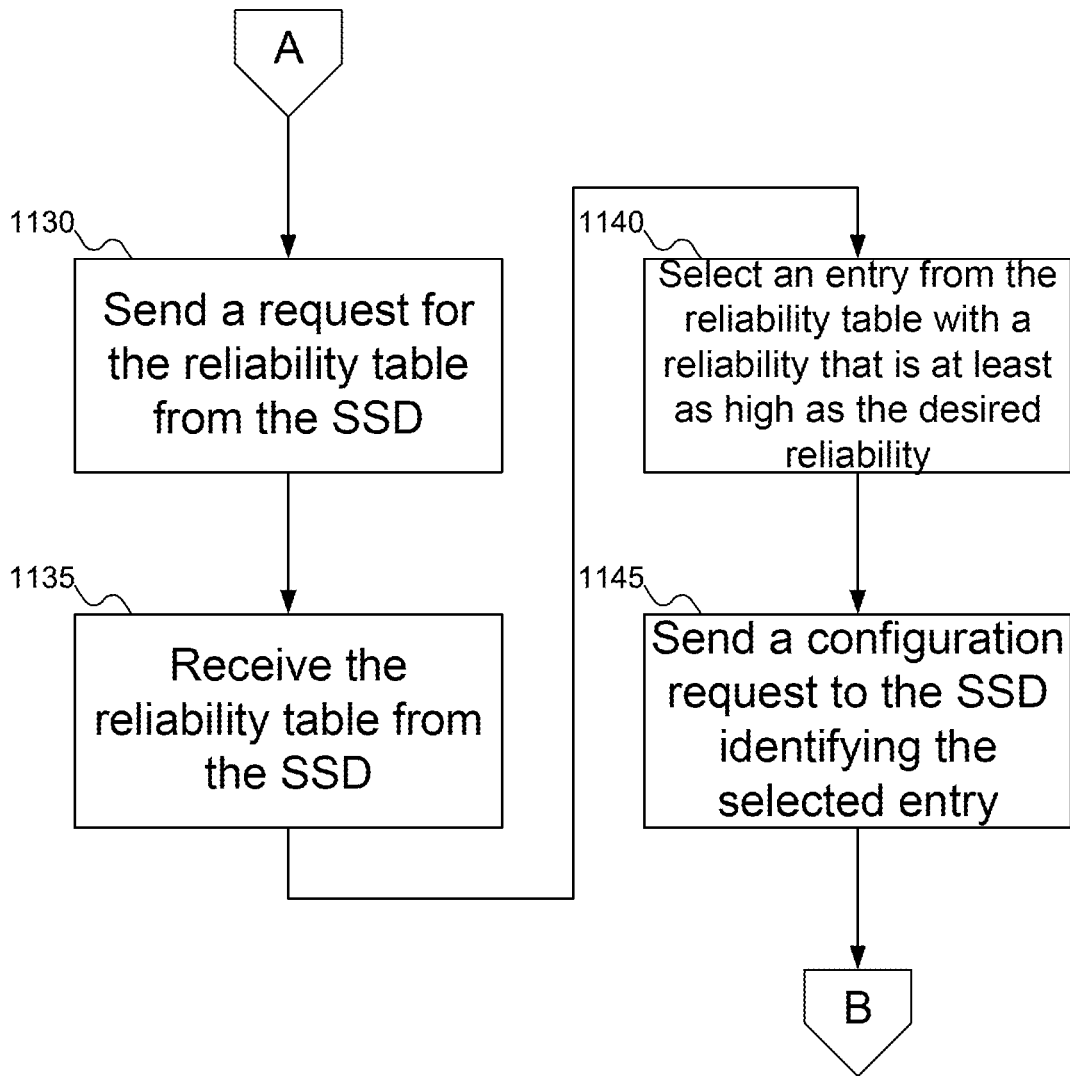 A
1130
Send a request for
the reliability table
from the SSD
1135
Receive the
reliability table from
the SSD
1140
Select an entry from the
reliability table with a
reliability that is at least
as high as the desired
reliability
1145
Send a configuration
request to the SSD
identifying the
selected entry
B